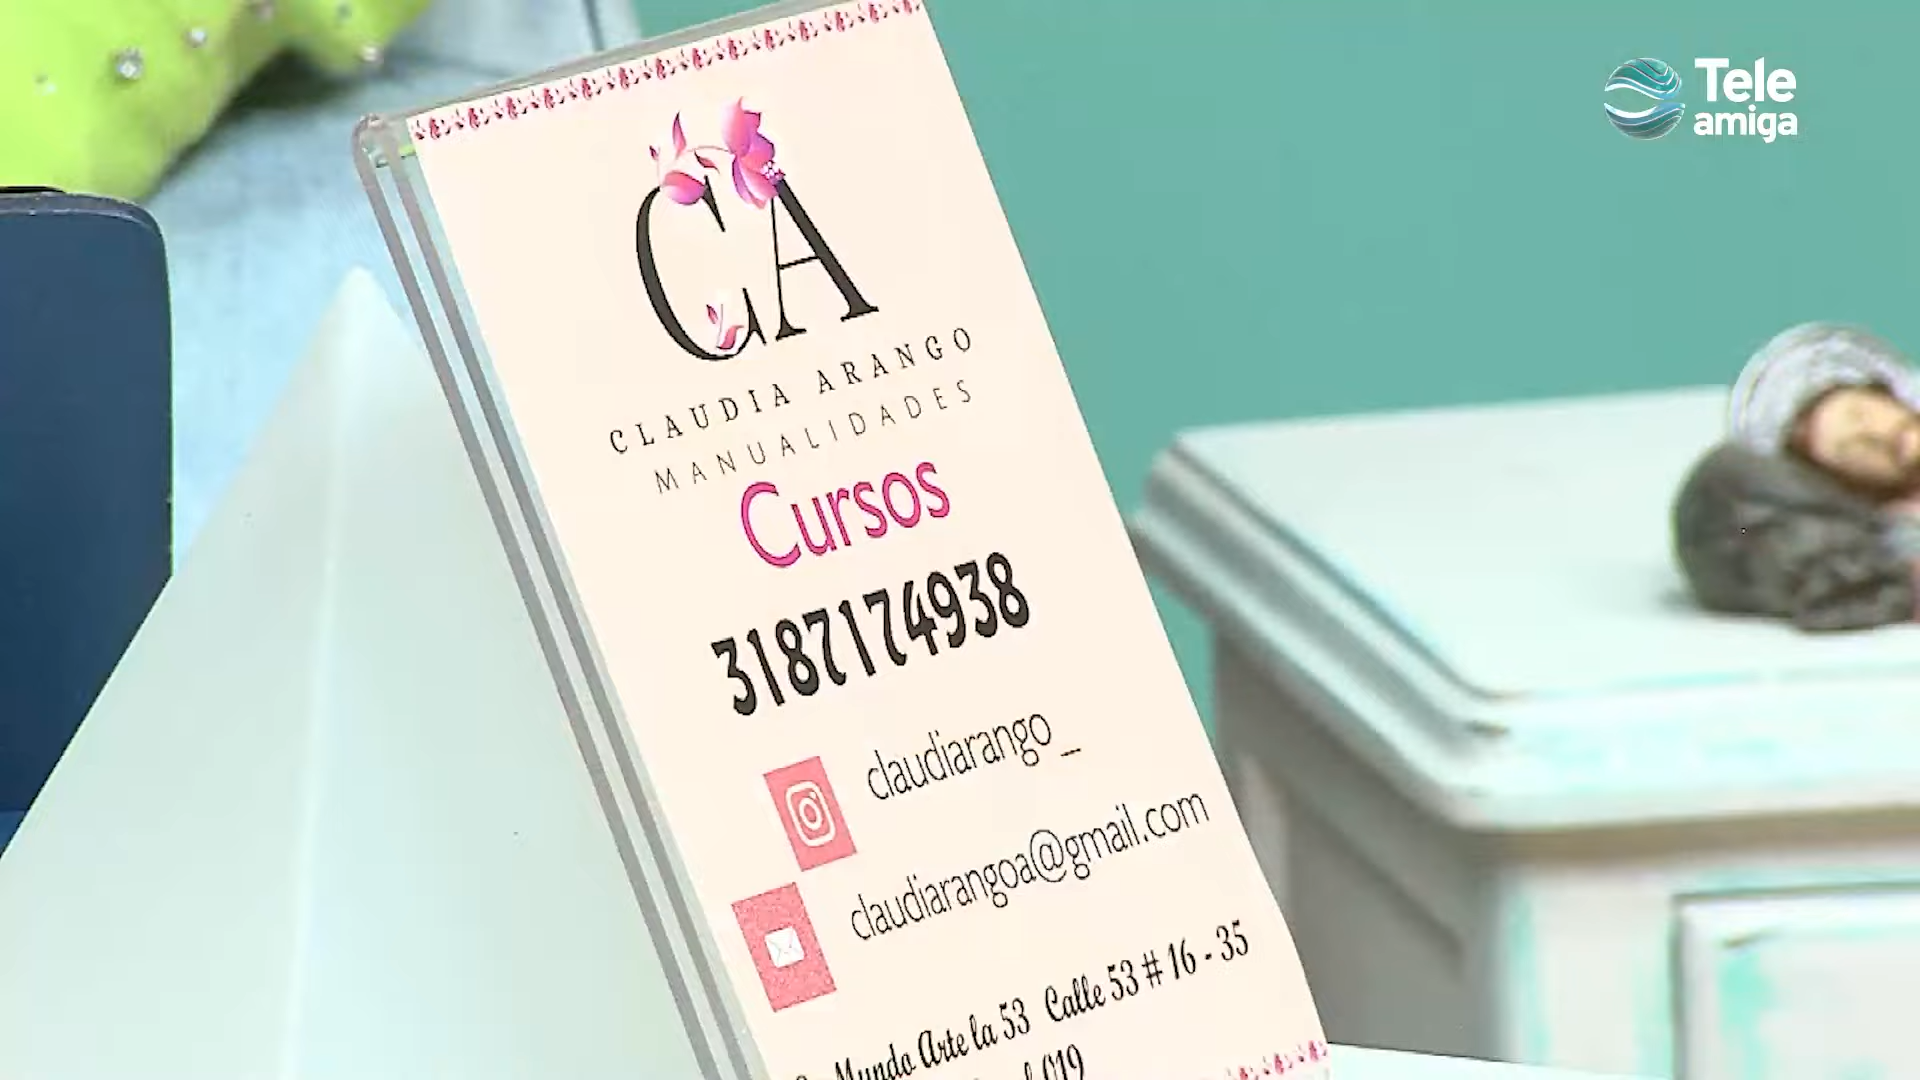 Tele
amiga
CA
CLAUDIA ARANGO
MANUALIDADES
Cursos
3187174938
claudiarango_
claudiarangoa@gmail.com
Mundo Arte la 53 Calle 53 # 16 - 35
019